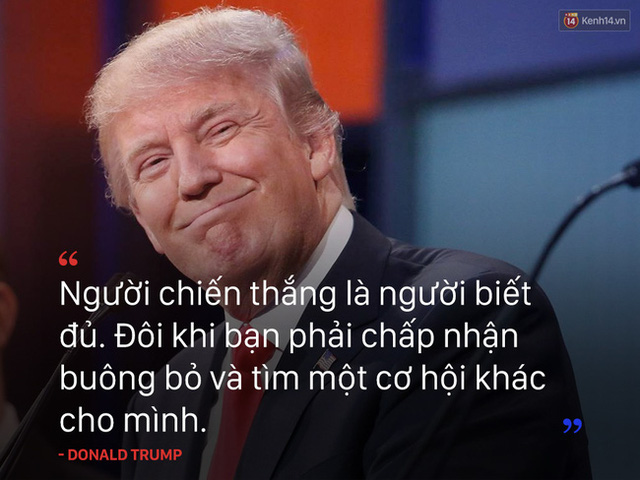 14 Kenh14.vn
“
Người chiến thắng là người biết
đủ. Đôi khi bạn phải chấp nhận
buông bỏ và tìm một cơ hội khác
cho mình.
”
- DONALD TRUMP